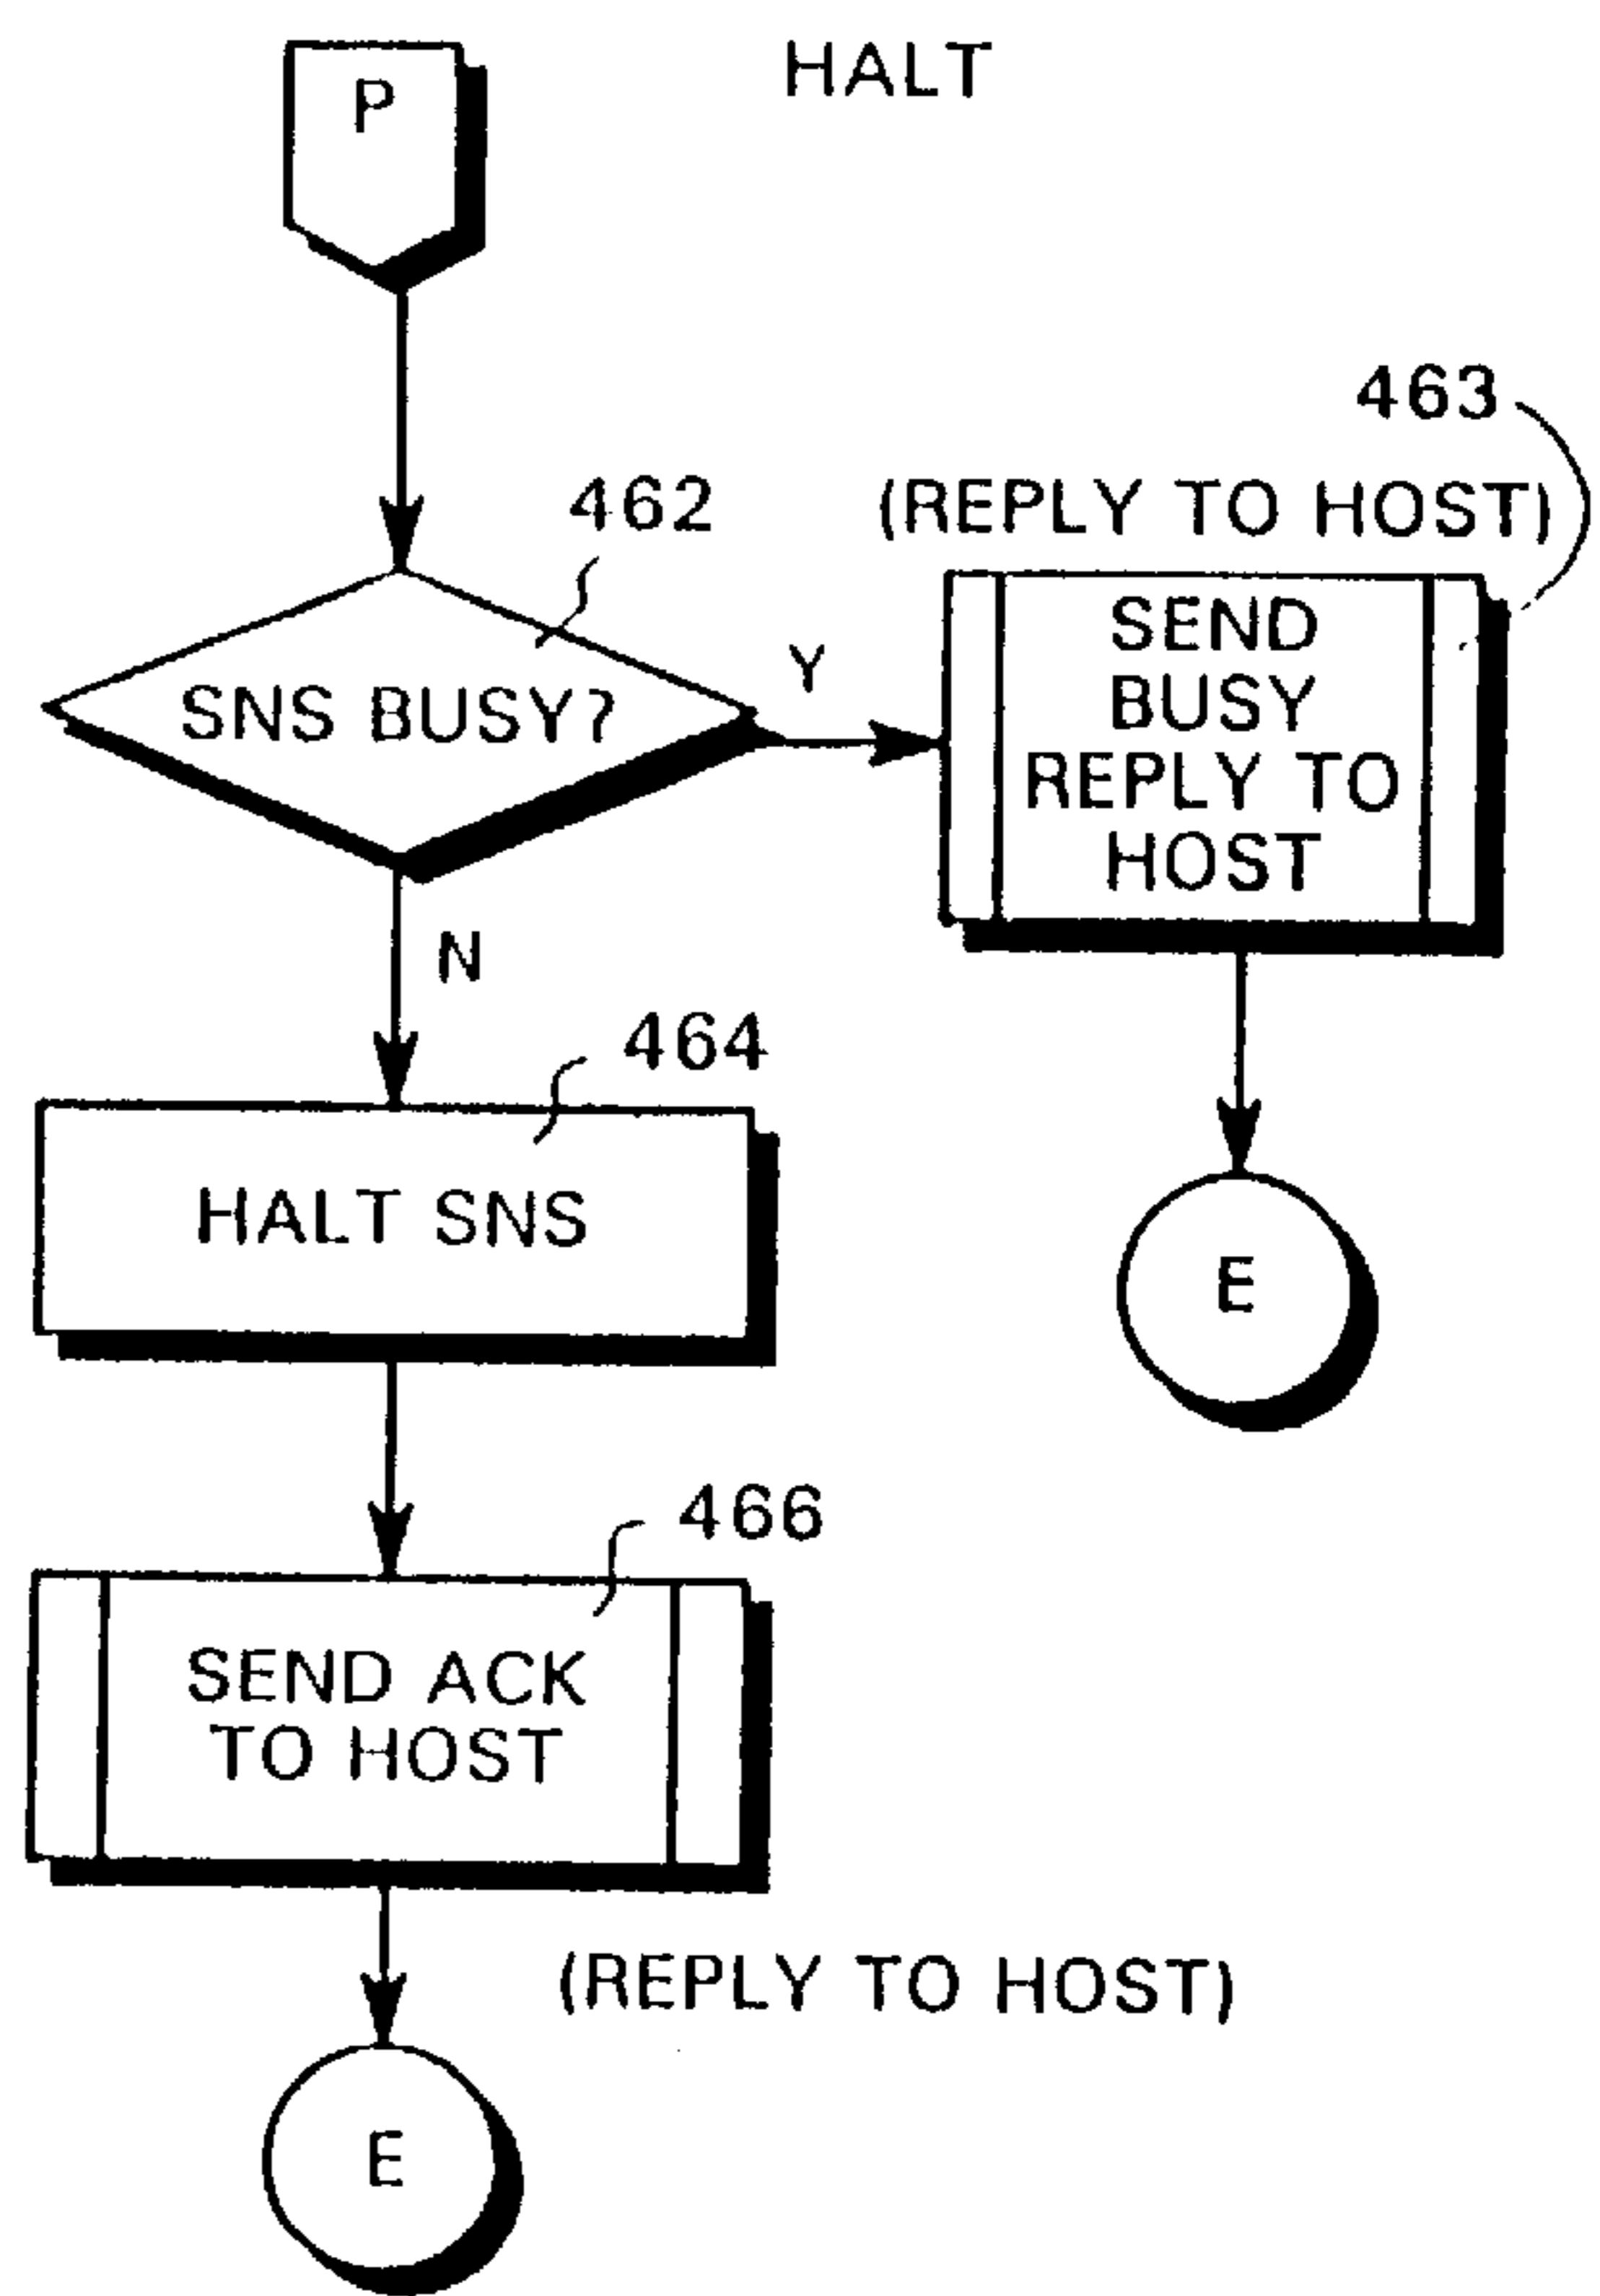 P
HALT
463
462
(REPLY TO HOST)
SNS BUSY?
Y
SEND
BUSY
REPLY TO
HOST
N
464
HALT SNS
E
466
SEND ACK
TO HOST
(REPLY TO HOST)
E